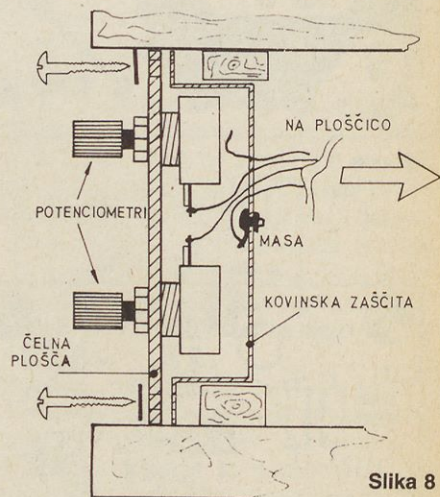 NA PLOŠČICO
POTENCIOMETRI
MASA
KOVINSKA ZAŠČITA
ČELNA
PLOŠČA
Slika 8